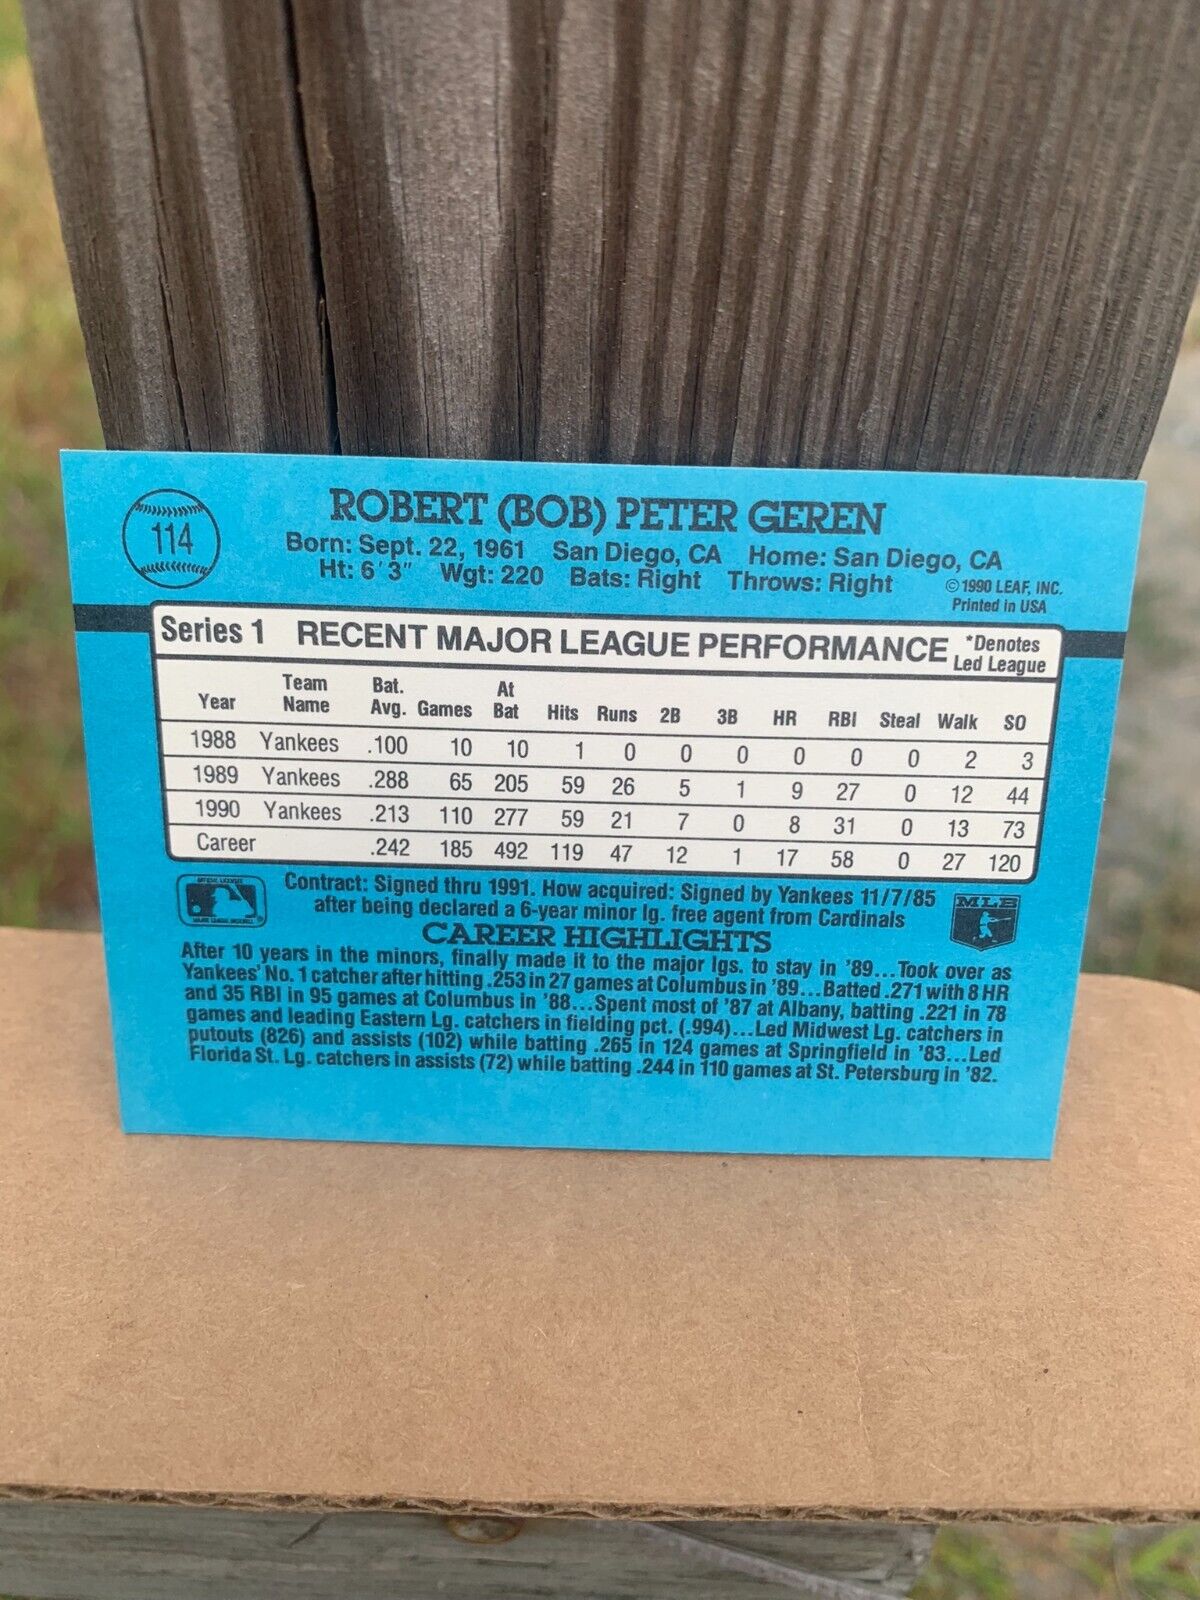 114
ROBERT (BOB) PETER GEREN
Born: Sept. 22, 1961 San Diego, CA Home: San Diego, CA
Ht: 6'3" Wgt: 220 Bats: Right Throws: Right
©1990 LEAF, INC.
Printed in USA
Series 1 RECENT MAJOR LEAGUE PERFORMANCE *Denotes Led League
Year Team Name Bat. Avg. Games At Bat Hits Runs 2B 3B HR RBI Steal Walk SO
1988 Yankees .100 10 10 1 0 0 0 0 0 0 2 3
1989 Yankees .288 65 205 59 26 5 1 9 27 0 12 44
1990 Yankees .213 110 277 59 21 7 0 8 31 0 13 73
Career .242 185 492 119 47 12 1 17 58 0 27 120
Contract: Signed thru 1991. How acquired: Signed by Yankees 11/7/85
after being declared a 6-year minor lg. free agent from Cardinals
MLB
CAREER HIGHLIGHTS
After 10 years in the minors, finally made it to the major lgs. to stay in '89...Took over as
Yankees' No. 1 catcher after hitting .253 in 27 games at Columbus in '89...Batted .271 with 8 HR
and 35 RBI in 95 games at Columbus in '88...Spent most of '87 at Albany, batting .221 in 78
games and leading Eastern Lg. catchers in fielding pct. (.994)...Led Midwest Lg. catchers in
putouts (826) and assists (102) while batting .265 in 124 games at Springfield in '83...Led
Florida St. Lg. catchers in assists (72) while batting .244 in 110 games at St. Petersburg in '82.